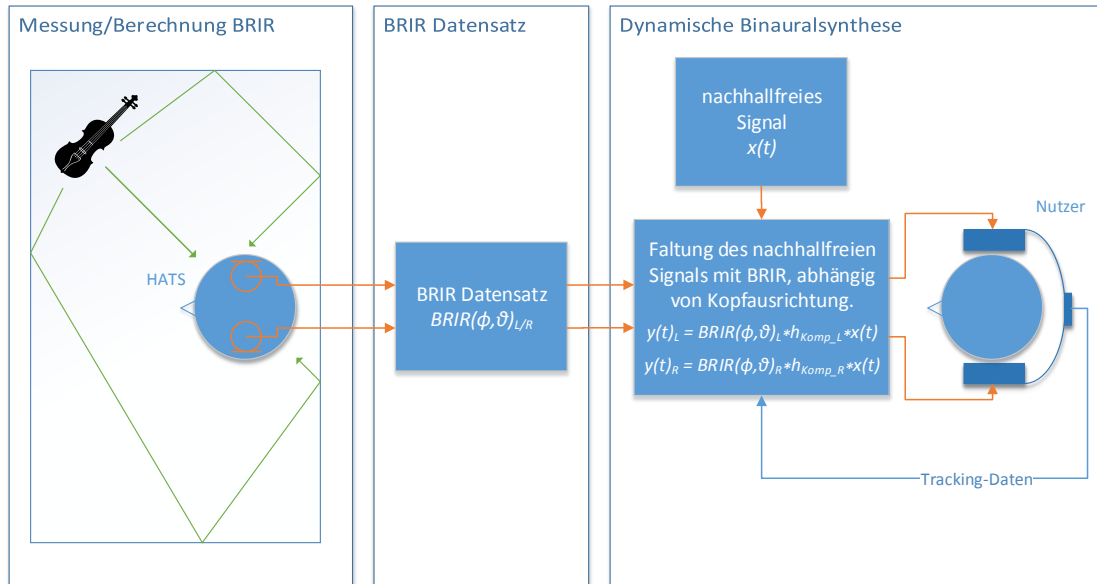 Messung/Berechnung BRIR
HATS
BRIR Datensatz
BRIR Datensatz
BRIR(ϕ,ϑ)L/R
Dynamische Binauralsynthese
nachhallfreies
Signal
x(t)
Faltung des nachhallfreien
Signals mit BRIR, abhängig
von Kopfausrichtung.
y(t)L = BRIR(ϕ,ϑ)L*hKomp_L*x(t)
y(t)R = BRIR(ϕ,ϑ)R*hKomp_R*x(t)
Nutzer
Tracking-Daten